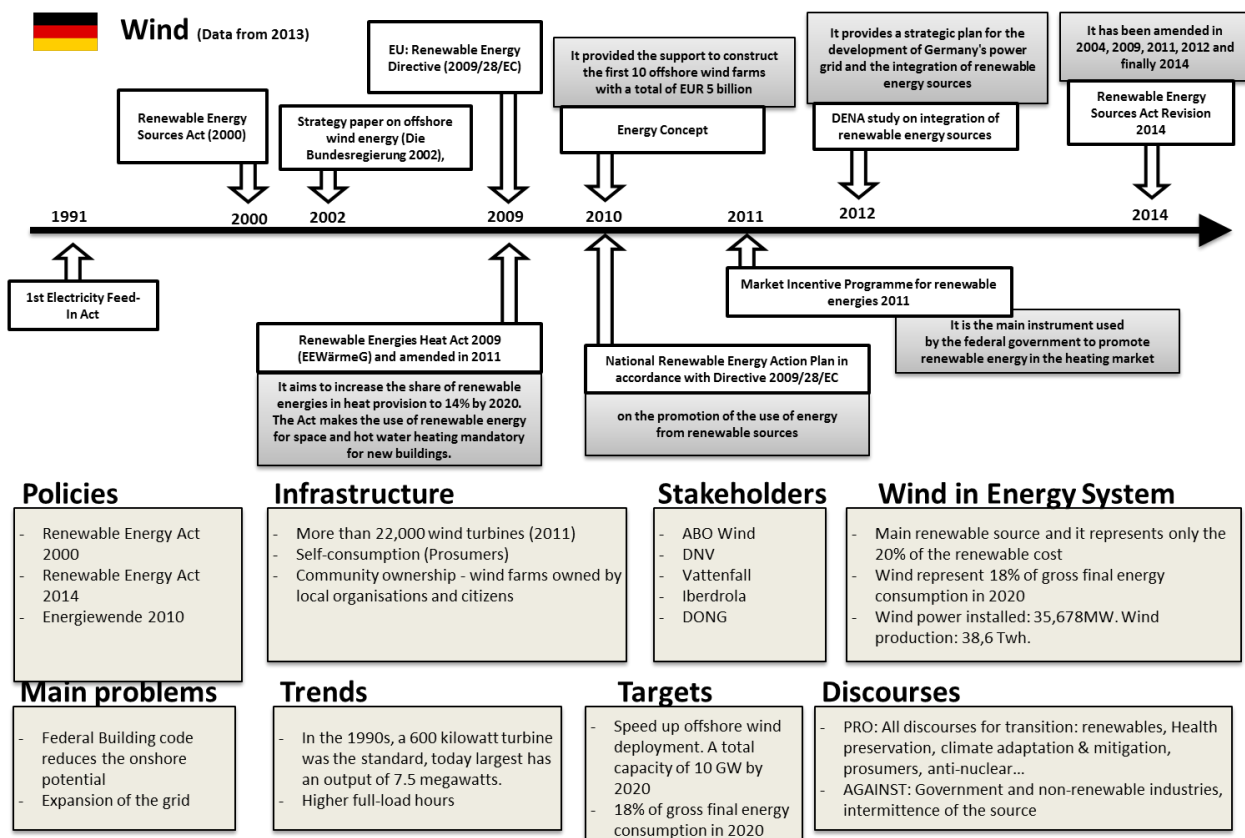 Wind (Data from 2013)
EU: Renewable Energy
Directive (2009/28/EC)
It provided the support to construct
the first 10 offshore wind farms
with a total of EUR 5 billion
It provides a strategic plan for the
development of Germany's power
grid and the integration of renewable
energy sources
It has been amended in
2004, 2009, 2011, 2012 and
finally 2014
Renewable Energy
Sources Act (2000)
Strategy paper on offshore
wind energy (Die
Bundesregierung 2002),
Energy Concept
DENA study on integration of
renewable energy sources
Renewable Energy
Sources Act Revision
2014
1991
2000
2002
2009
2010
2011
2012
2014
1st Electricity Feed-
In Act
Renewable Energies Heat Act 2009
(EEWärmeG) and amended in 2011
It aims to increase the share of renewable
energies in heat provision to 14% by 2020.
The Act makes the use of renewable energy
for space and hot water heating mandatory
for new buildings.
National Renewable Energy Action Plan in
accordance with Directive 2009/28/EC
on the promotion of the use of energy
from renewable sources
Market Incentive Programme for renewable
energies 2011
It is the main instrument used
by the federal government to promote
renewable energy in the heating market
Policies
- Renewable Energy Act
2000
- Renewable Energy Act
2014
- Energiewende 2010
Infrastructure
- More than 22,000 wind turbines (2011)
- Self-consumption (Prosumers)
- Community ownership - wind farms owned by
local organisations and citizens
Stakeholders
- ABO Wind
- DNV
- Vattenfall
- Iberdrola
- DONG
Wind in Energy System
- Main renewable source and it represents only the
20% of the renewable cost
- Wind represent 18% of gross final energy
consumption in 2020
- Wind power installed: 35,678MW. Wind
production: 38,6 Twh.
Main problems
- Federal Building code
reduces the onshore
potential
- Expansion of the grid
Trends
- In the 1990s, a 600 kilowatt turbine
was the standard, today largest has
an output of 7.5 megawatts.
- Higher full-load hours
Targets
- Speed up offshore wind
deployment. A total
capacity of 10 GW by
2020
- 18% of gross final energy
consumption in 2020
Discourses
- PRO: All discourses for transition: renewables, Health
preservation, climate adaptation & mitigation,
prosumers, anti-nuclear...
- AGAINST: Government and non-renewable industries,
intermittence of the source